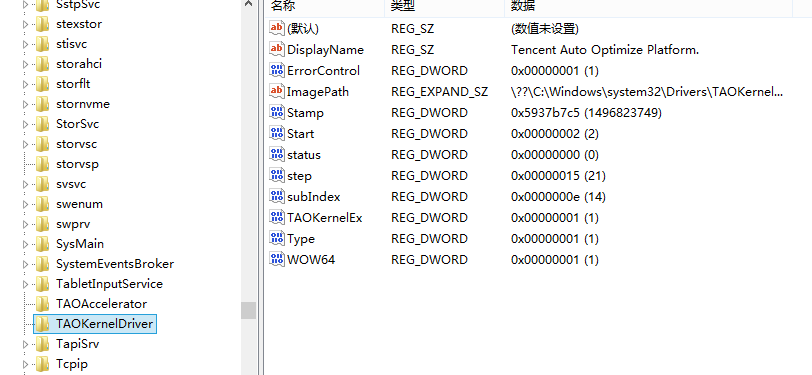 SstpSvc
stexstor
stisvc
storahci
storflt
stornvme
StorSvc
storvsc
storvsp
svsvc
swenum
swprv
SysMain
SystemEventsBroker
TabletInputService
TAOAccelerator
TAOKernelDriver
TapiSrv
Tcpip
名称 类型 数据
(默认) REG_SZ (数值未设置)
DisplayName REG_SZ Tencent Auto Optimize Platform.
ErrorControl REG_DWORD 0x00000001 (1)
ImagePath REG_EXPAND_SZ \??\C:\Windows\system32\Drivers\TAOKernel...
Stamp REG_DWORD 0x5937b7c5 (1496823749)
Start REG_DWORD 0x00000002 (2)
status REG_DWORD 0x00000000 (0)
step REG_DWORD 0x00000015 (21)
subIndex REG_DWORD 0x0000000e (14)
TAOKernelEx REG_DWORD 0x00000001 (1)
Type REG_DWORD 0x00000001 (1)
WOW64 REG_DWORD 0x00000001 (1)